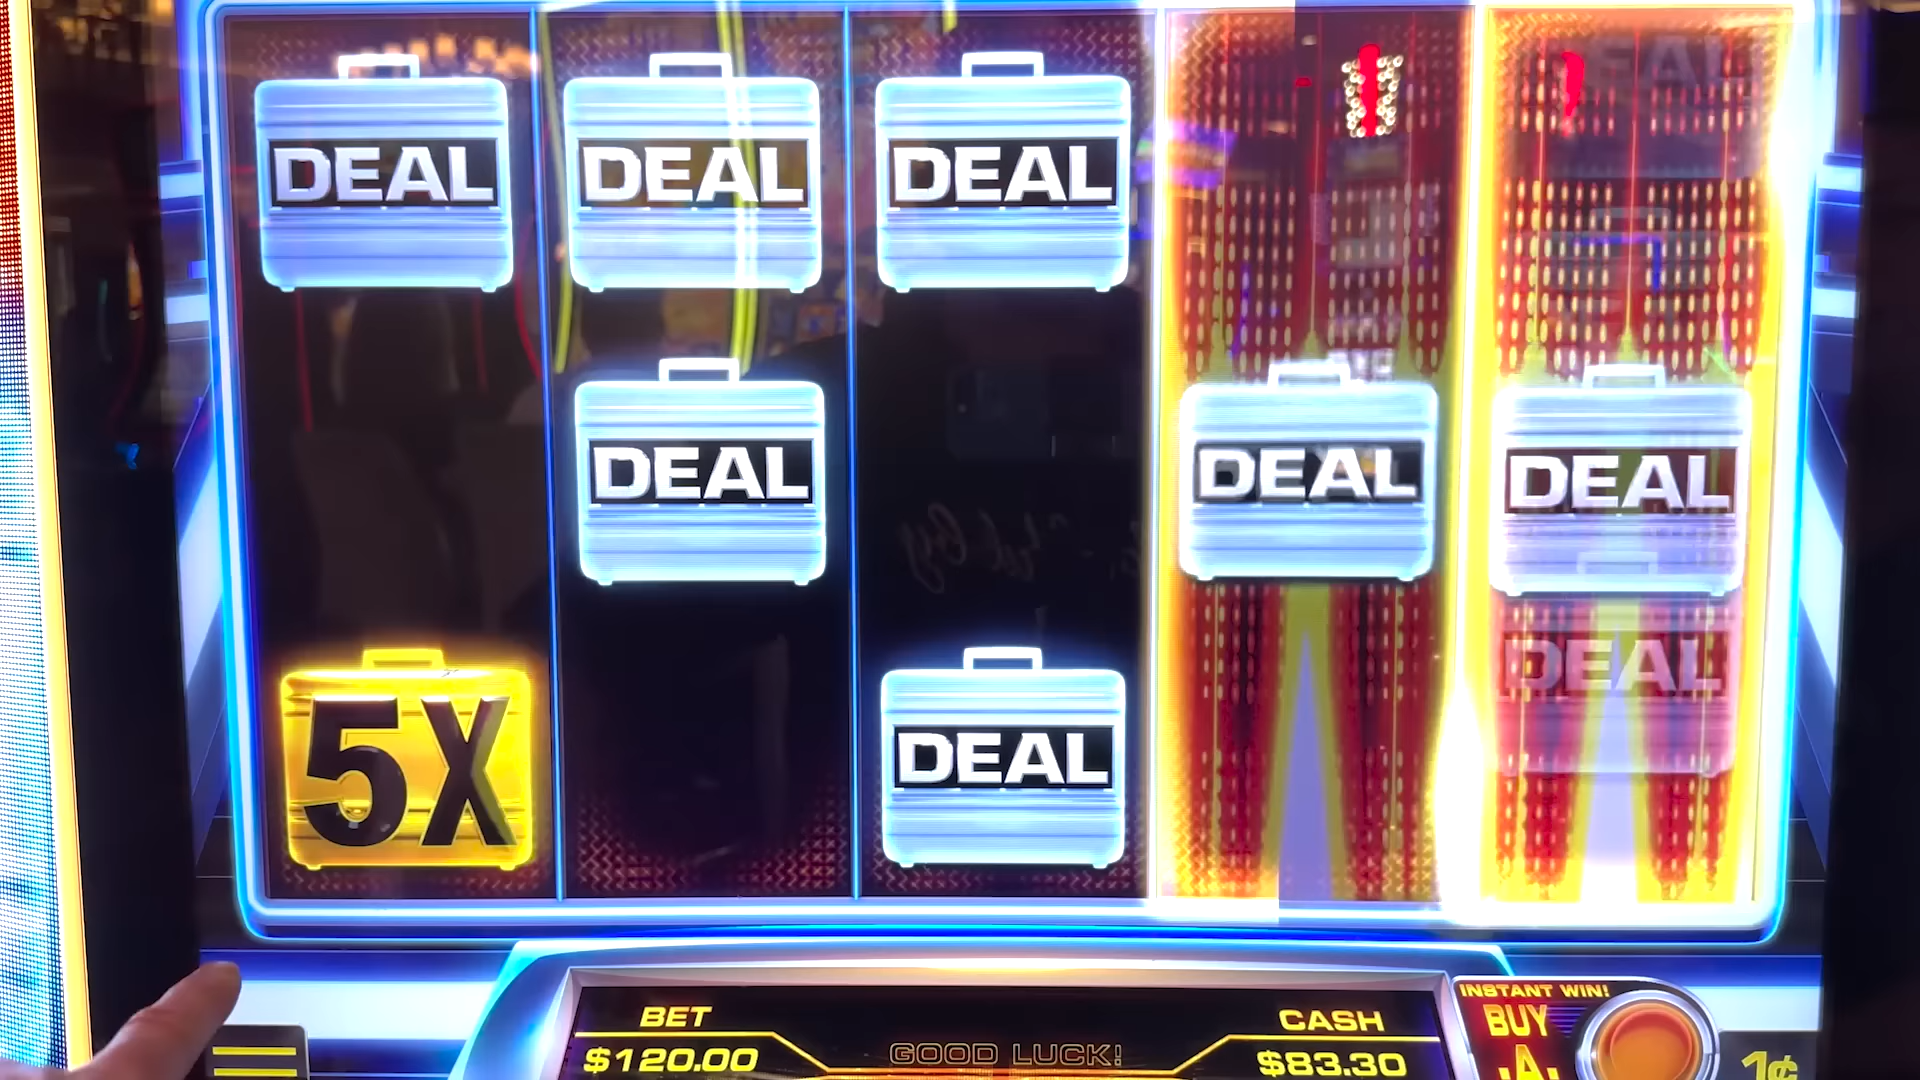 DEAL DEAL DEAL DEAL
DEAL DEAL DEAL
5X DEAL DEAL
BET CASH
$120.00 GOOD LUCK! $83.30
INSTANT WIN!
BUY
A
1¢